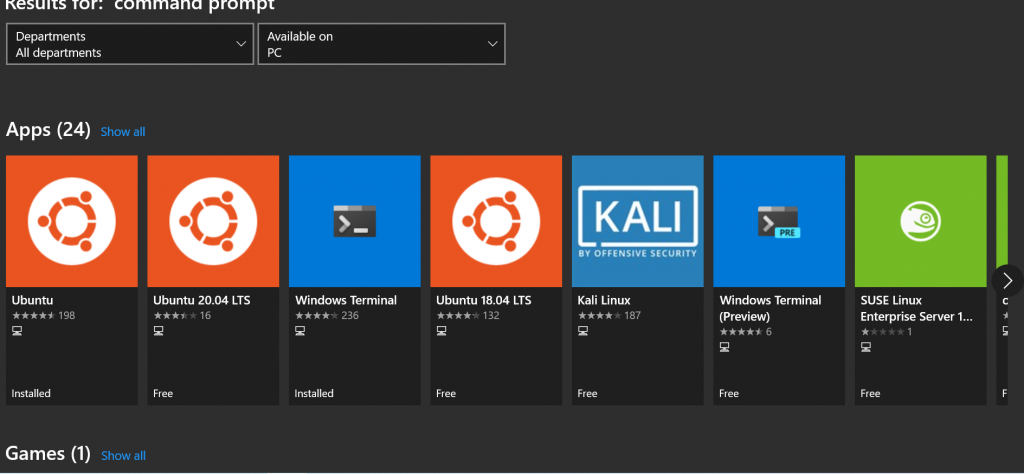 Results for: "command prompt"
Departments
All departments
Available on
PC
Apps (24) Show all
KALI
BY OFFENSIVE SECURITY
PRE
Ubuntu
198
Installed
Ubuntu 20.04 LTS
16
Free
Windows Terminal
236
Installed
Ubuntu 18.04 LTS
132
Free
Kali Linux
187
Free
Windows Terminal
(Preview)
6
Free
SUSE Linux
Enterprise Server 1...
1
Free
Games (1) Show all